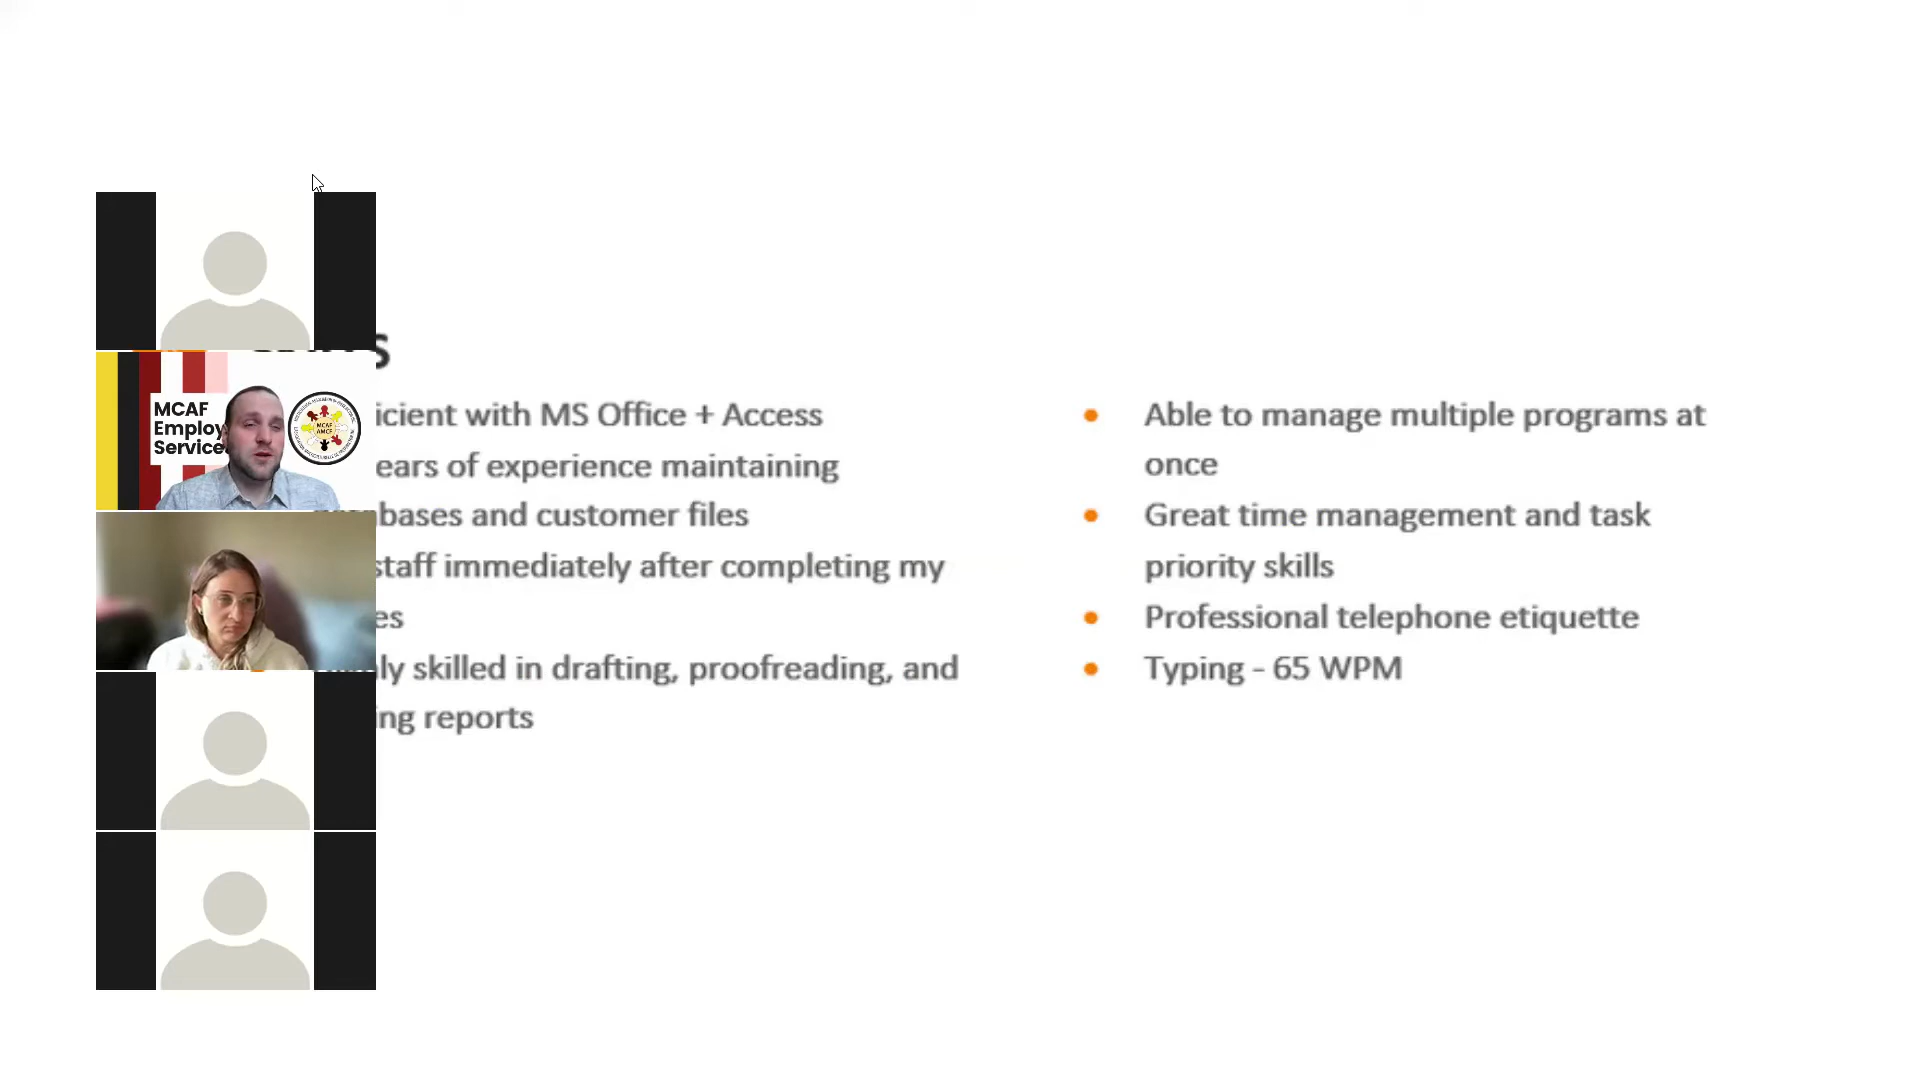 MCAF
Employ
Service
MCAF
AMCF
icient with MS Office + Access
ears of experience maintaining
bases and customer files
staff immediately after completing my
es
ly skilled in drafting, proofreading, and
ing reports
Able to manage multiple programs at
once
Great time management and task
priority skills
Professional telephone etiquette
Typing - 65 WPM